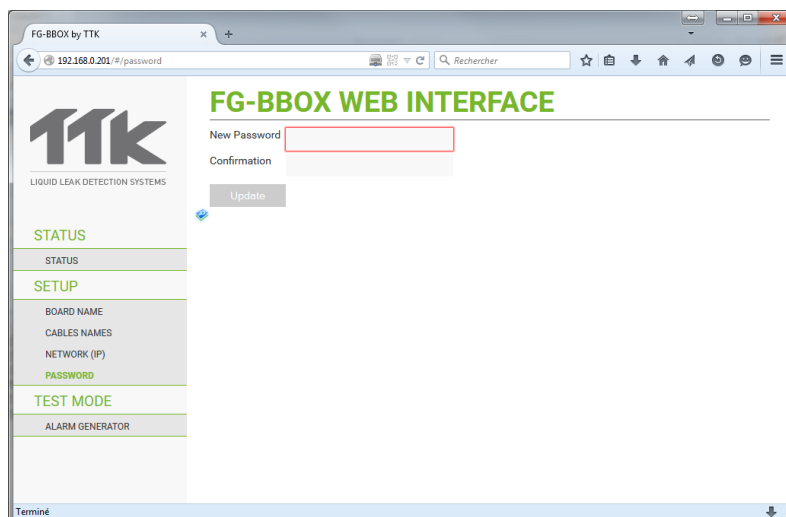 FG-BBOX by TTK
192.168.0.201/#/password
Rechercher
TTK
LIQUID LEAK DETECTION SYSTEMS
FG-BBOX WEB INTERFACE
New Password
Confirmation
Update
STATUS
STATUS
SETUP
BOARD NAME
CABLES NAMES
NETWORK (IP)
PASSWORD
TEST MODE
ALARM GENERATOR
Terminé